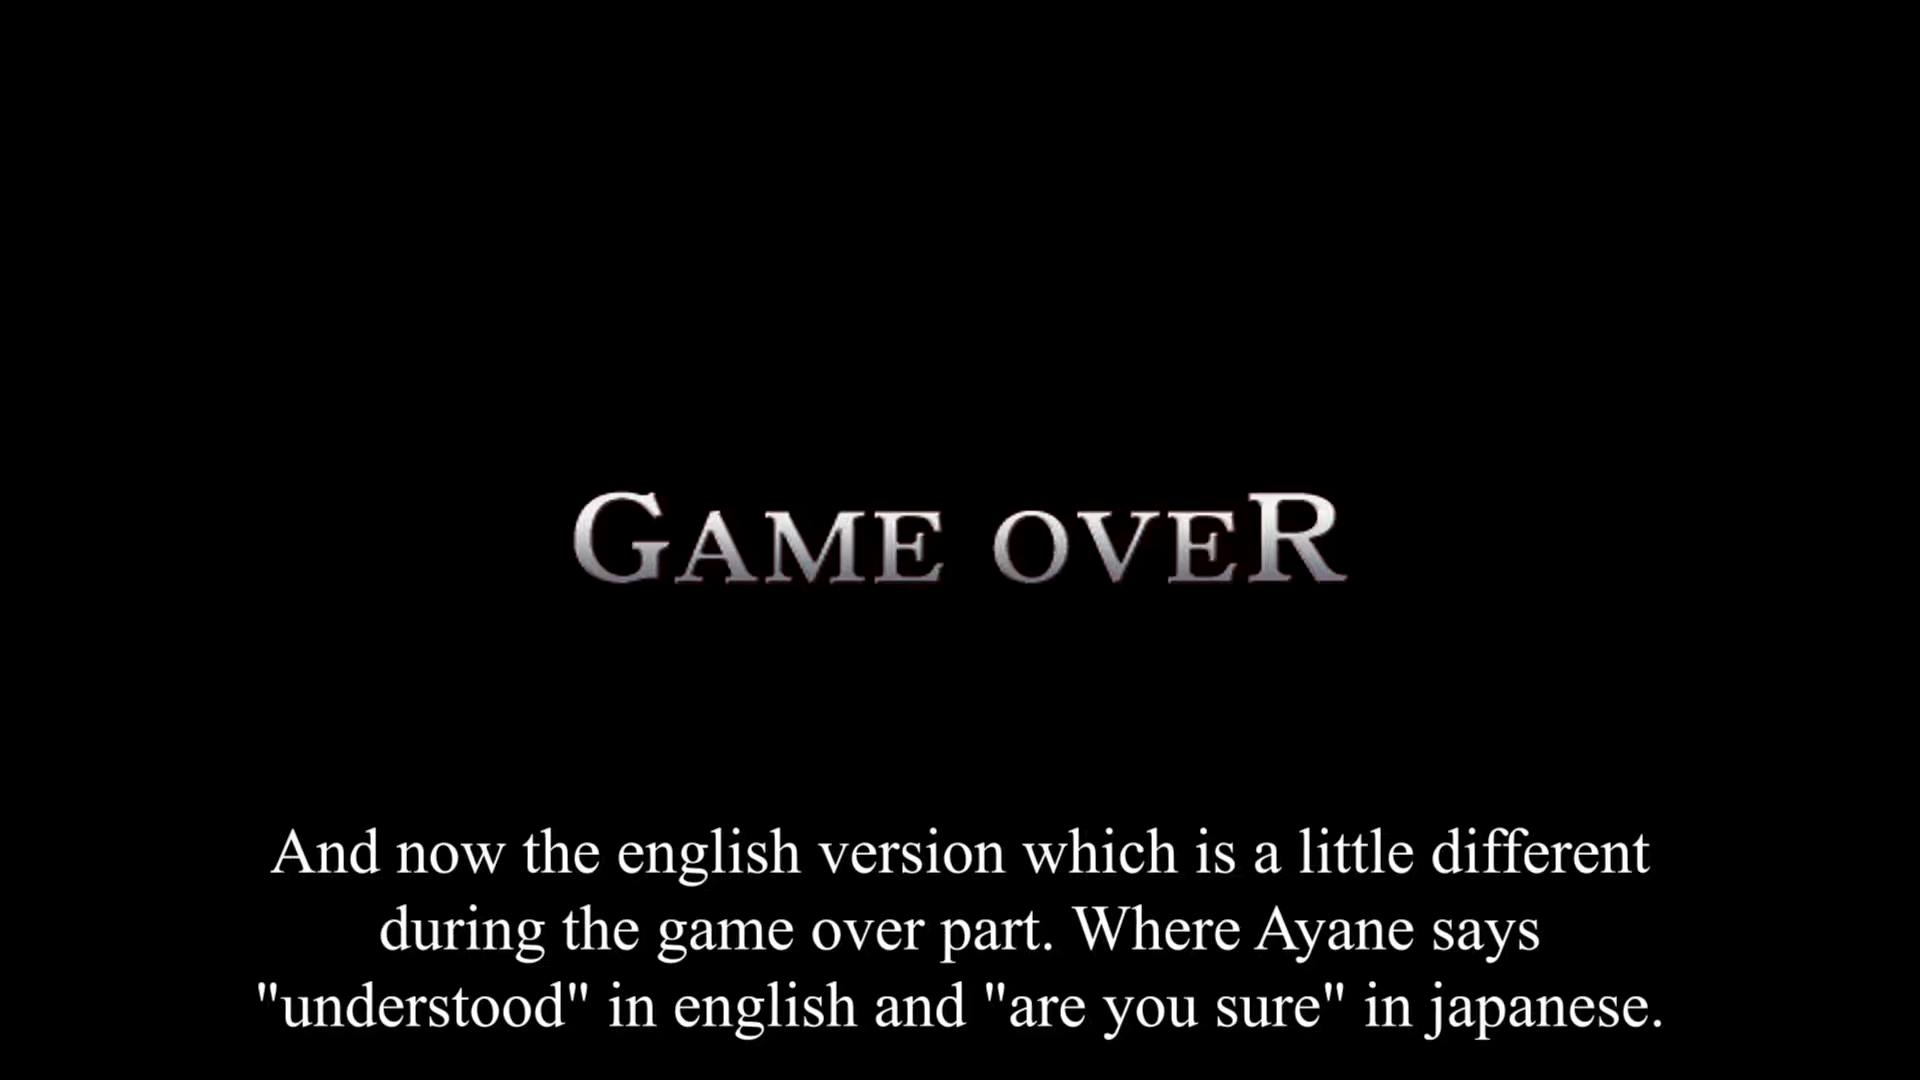 GAME OVER
And now the english version which is a little different
during the game over part. Where Ayane says
"understood" in english and "are you sure" in japanese.